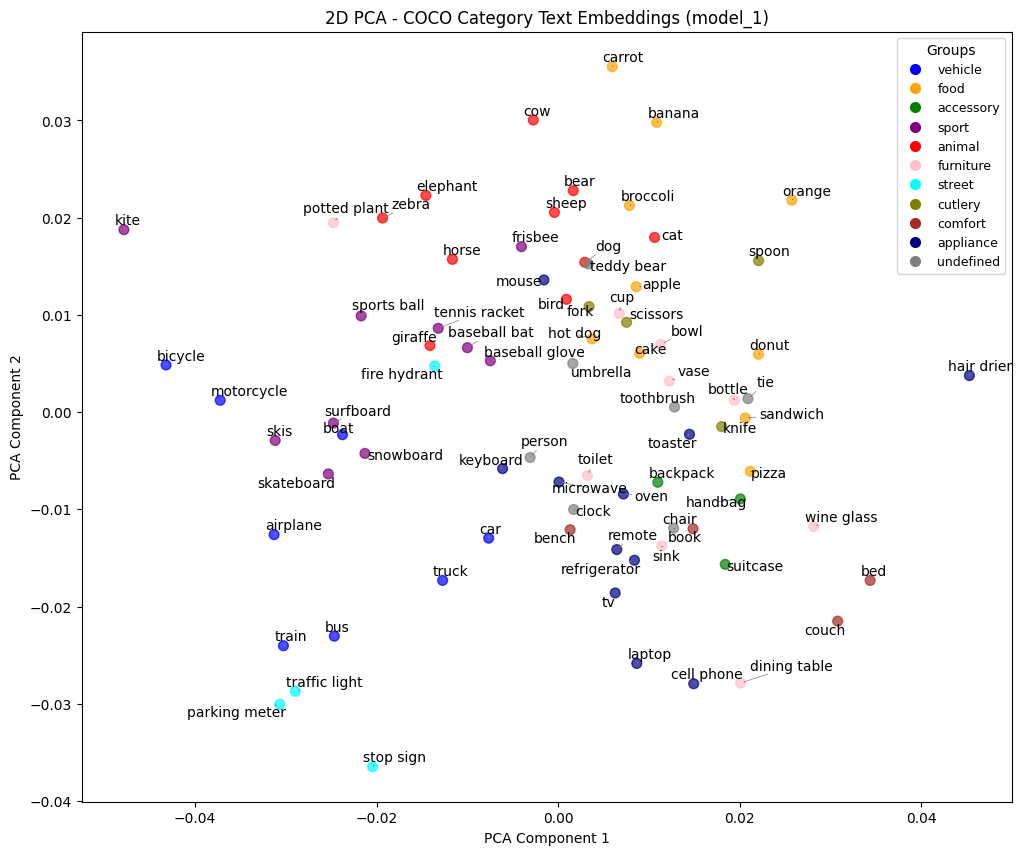 2D PCA - COCO Category Text Embeddings (model_1)
Groups
vehicle
food
accessory
sport
animal
furniture
street
cutlery
comfort
appliance
undefined
carrot
cow
banana
elephant
bear
zebra
sheep
broccoli
orange
potted plant
kite
frisbee
cat
horse
dog
spoon
teddy bear
mouse
apple
bird
cup
fork
scissors
sports ball
tennis racket
giraffe
baseball bat
hot dog
bowl
baseball glove
cake
donut
bicycle
fire hydrant
umbrella
vase
hair drier
motorcycle
toothbrush
bottle
tie
surfboard
boat
sandwich
skis
knife
snowboard
person
toaster
keyboard
toilet
skateboard
microwave
oven
backpack
pizza
handbag
clock
airplane
bench
car
chair
book
wine glass
remote
sink
truck
refrigerator
suitcase
bed
tv
couch
bus
train
laptop
traffic light
cell phone
dining table
parking meter
stop sign
0.03
0.02
0.01
0.00
−0.01
−0.02
−0.03
−0.04
PCA Component 2
−0.04
−0.02
0.00
0.02
0.04
PCA Component 1